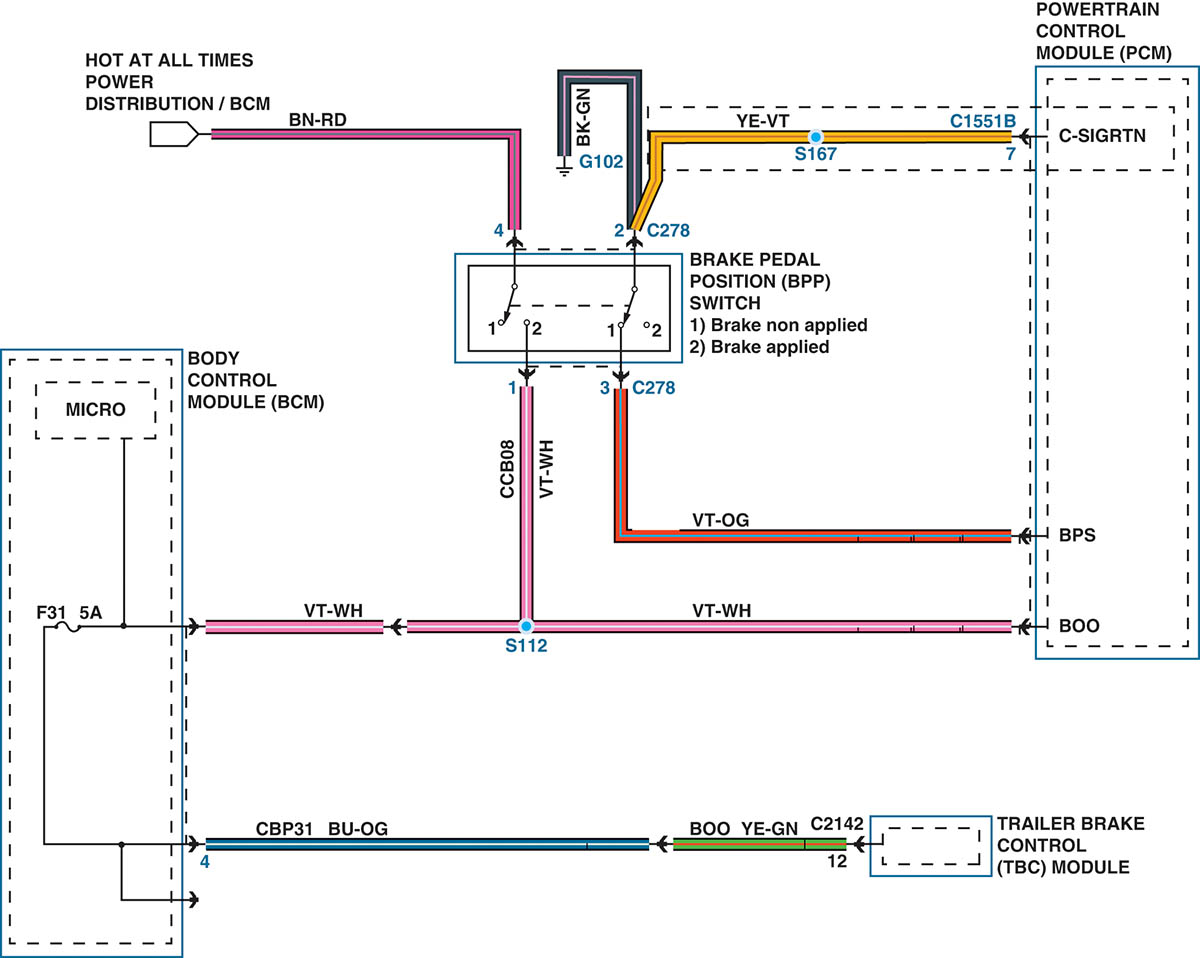 POWERTRAIN
CONTROL
MODULE (PCM)
HOT AT ALL TIMES
POWER
DISTRIBUTION / BCM
BN-RD
BK-GN
G102
YE-VT
S167
C1551B
7
C-SIGRTN
4
2
C278
BRAKE PEDAL
POSITION (BPP)
SWITCH
1) Brake non applied
2) Brake applied
1
2
1
2
1
3
C278
BODY
CONTROL
MODULE (BCM)
MICRO
CCB08
VT-WH
VT-OG
BPS
F31 5A
VT-WH
VT-WH
BOO
S112
CBP31 BU-OG
4
BOO YE-GN
C2142
12
TRAILER BRAKE
CONTROL
(TBC) MODULE